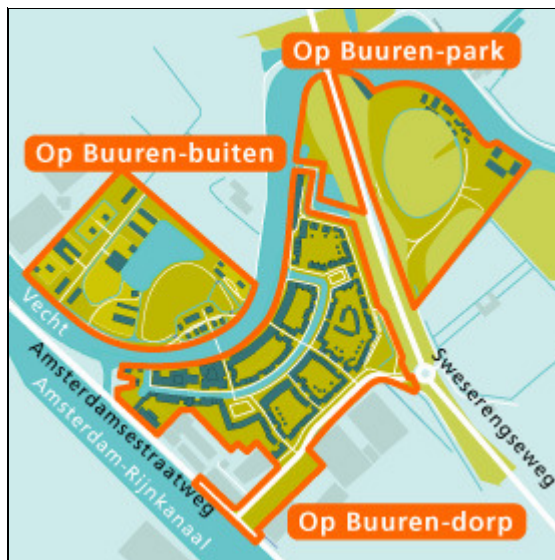 Op Buuren-park
Op Buuren-buiten
Vecht
Amsterdamsestraatweg
Amsterdam-Rijnkanaal
Sweserengseweg
Op Buuren-dorp